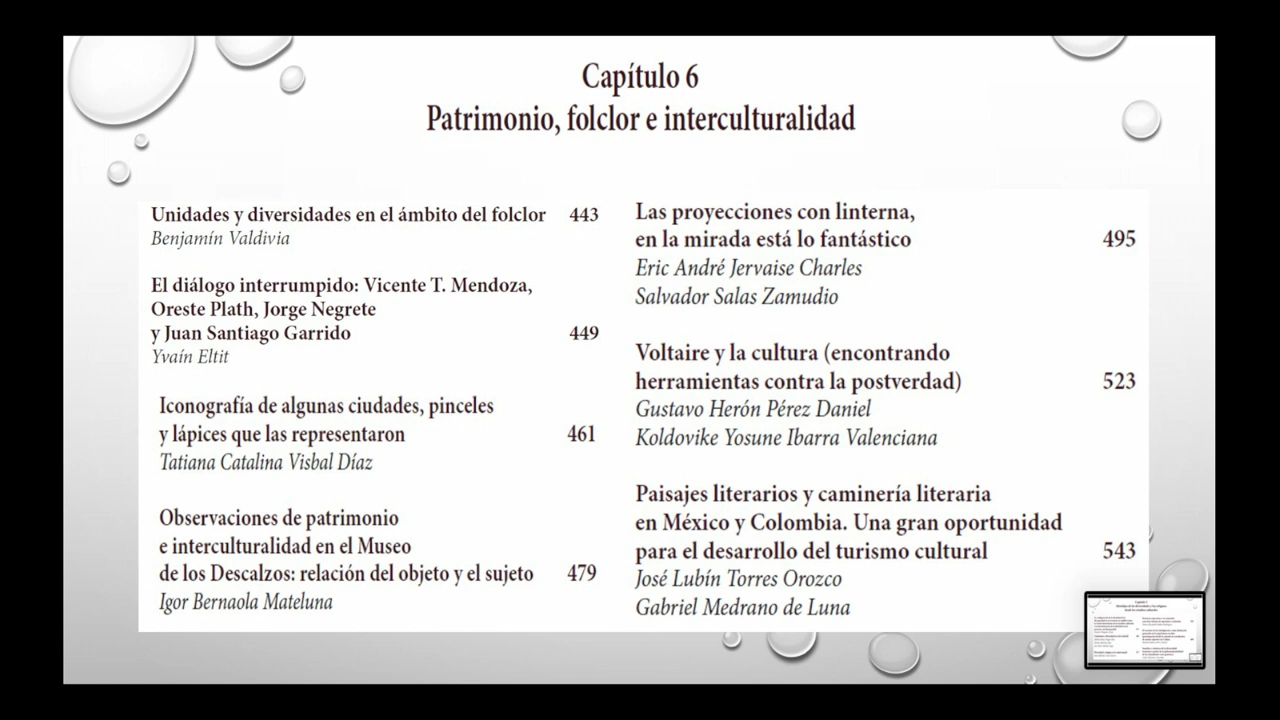 Capítulo 6
Patrimonio, folclor e interculturalidad
Unidades y diversidades en el ámbito del folclor 443
Benjamín Valdivia
El diálogo interrumpido: Vicente T. Mendoza,
Oreste Plath, Jorge Negrete
y Juan Santiago Garrido 449
Yvaín Eltit
Iconografía de algunas ciudades, pinceles
y lápices que las representaron 461
Tatiana Catalina Visbal Díaz
Observaciones de patrimonio
e interculturalidad en el Museo
de los Descalzos: relación del objeto y el sujeto 479
Igor Bernaola Mateluna
Las proyecciones con linterna,
en la mirada está lo fantástico 495
Eric André Jervaise Charles
Salvador Salas Zamudio
Voltaire y la cultura (encontrando
herramientas contra la postverdad) 523
Gustavo Herón Pérez Daniel
Koldovike Yosune Ibarra Valenciana
Paisajes literarios y caminería literaria
en México y Colombia. Una gran oportunidad
para el desarrollo del turismo cultural 543
José Lubín Torres Orozco
Gabriel Medrano de Luna